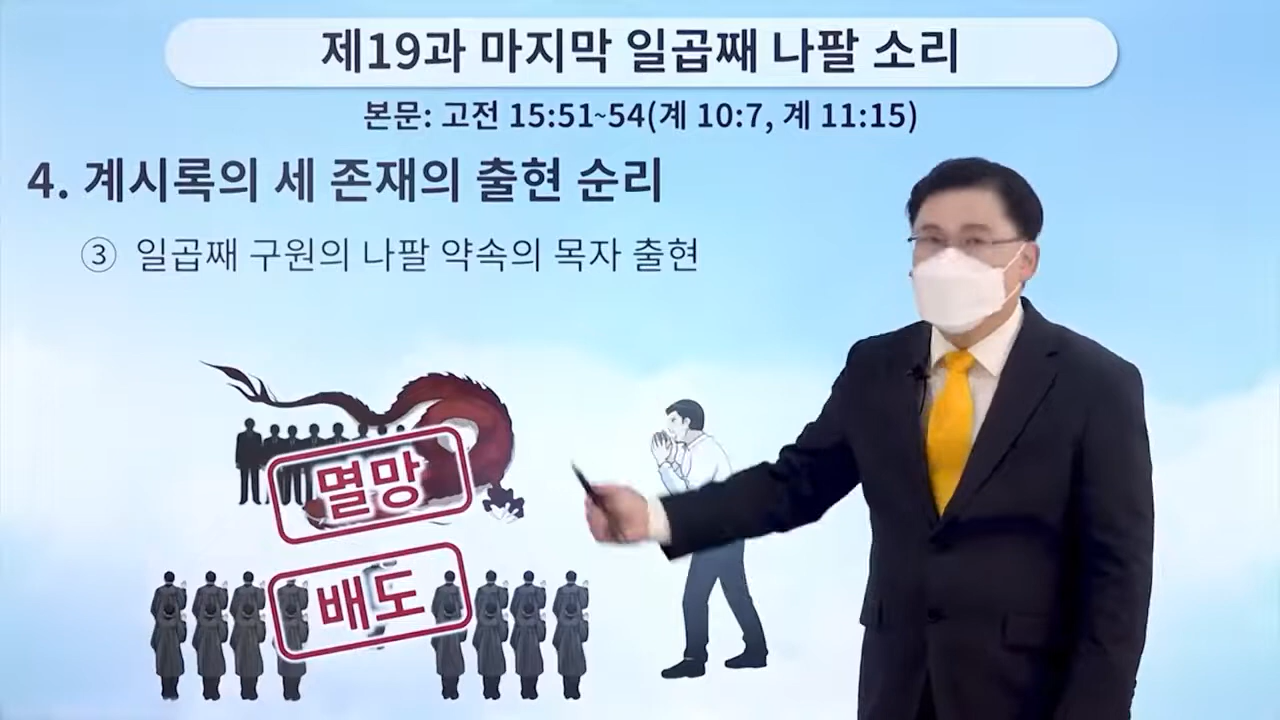 제19과 마지막 일곱째 나팔 소리
본문: 고전 15:51~54(계 10:7, 계 11:15)
4. 계시록의 세 존재의 출현 순리
③ 일곱째 구원의 나팔 약속의 목자 출현
멸망
배도